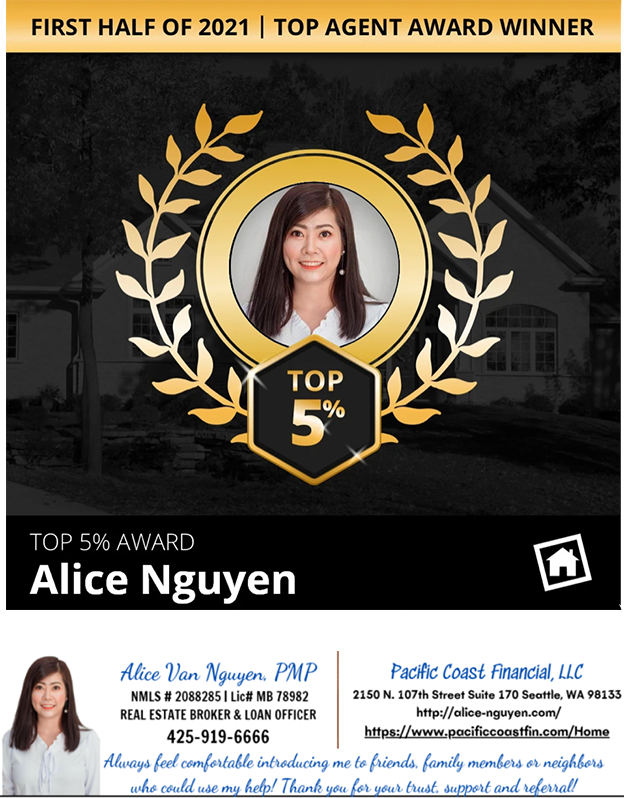 FIRST HALF OF 2021 | TOP AGENT AWARD WINNER
TOP
5%
TOP 5% AWARD
Alice Nguyen
Alice Van Nguyen, PMP
NMLS # 2088285 | Lic# MB 78982
REAL ESTATE BROKER & LOAN OFFICER
425-919-6666
Pacific Coast Financial, LLC
2150 N. 107th Street Suite 170 Seattle, WA 98133
http://alice-nguyen.com/
https://www.pacificcoastfin.com/Home
Always feel comfortable introducing me to friends, family members or neighbors
who could use my help! Thank you for your trust, support and referral!